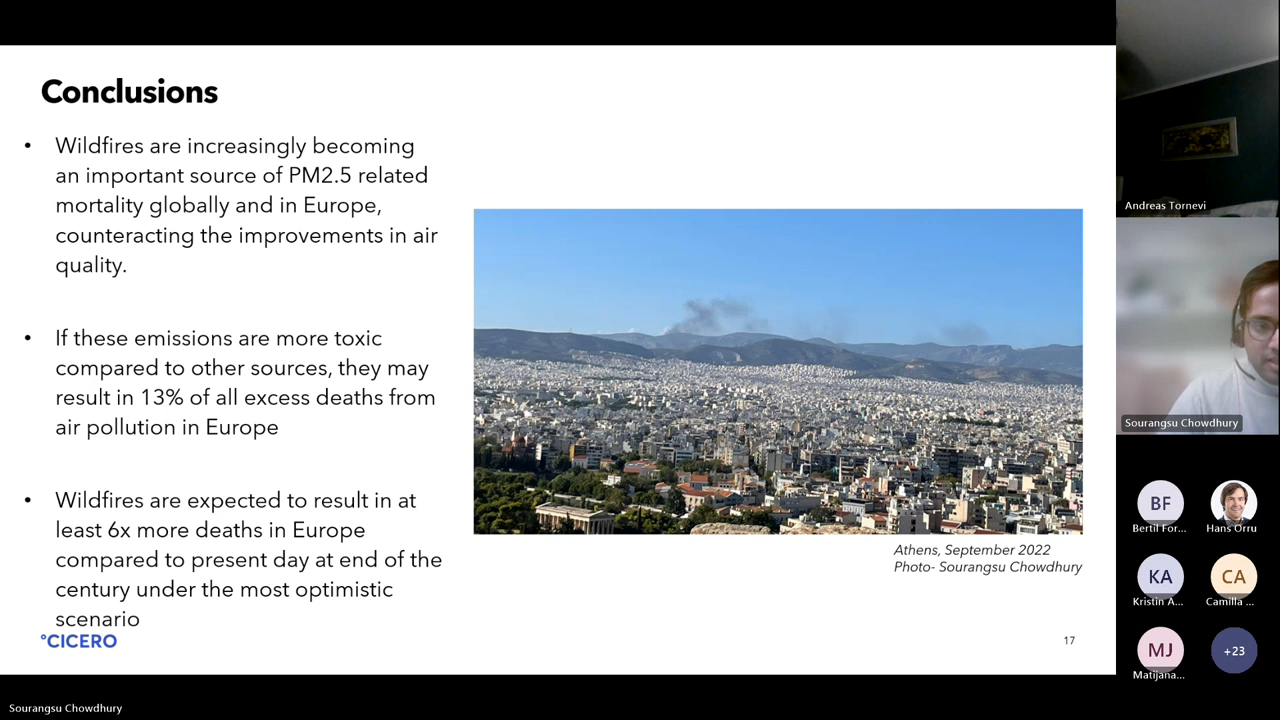 Conclusions
• Wildfires are increasingly becoming
an important source of PM2.5 related
mortality globally and in Europe,
counteracting the improvements in air
quality.
• If these emissions are more toxic
compared to other sources, they may
result in 13% of all excess deaths from
air pollution in Europe
• Wildfires are expected to result in at
least 6x more deaths in Europe
compared to present day at end of the
century under the most optimistic
scenario
°CICERO
Athens, September 2022
Photo- Sourangsu Chowdhury
17
Andreas Tornevi
Sourangsu Chowdhury
BF
Bertil For...
Hans Orru
KA
Kristin A...
CA
Camilla ...
MJ
Matijana...
+23
Sourangsu Chowdhury